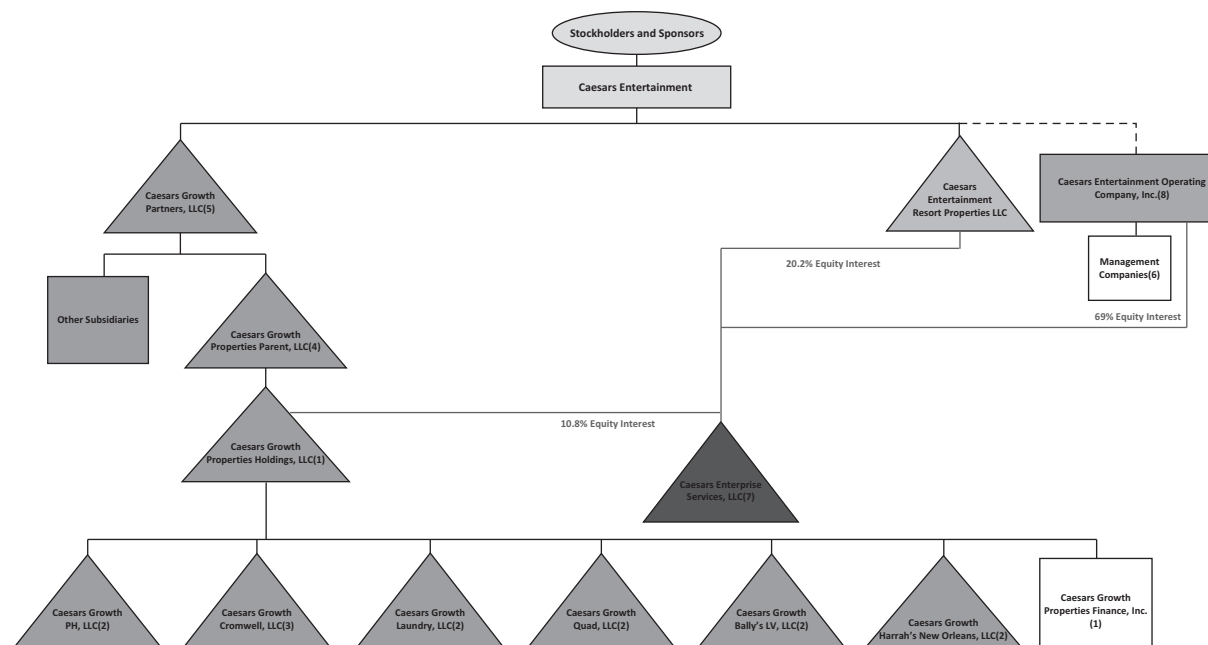 Stockholders and Sponsors
Caesars Entertainment
Caesars Growth
Partners, LLC(5)
Caesars
Entertainment
Resort Properties LLC
Caesars Entertainment Operating
Company, Inc.(8)
20.2% Equity Interest
Management
Companies(6)
Other Subsidiaries
69% Equity Interest
Caesars Growth
Properties Parent, LLC(4)
10.8% Equity Interest
Caesars Growth
Properties Holdings, LLC(1)
Caesars Enterprise
Services, LLC(7)
Caesars Growth
PH, LLC(2)
Caesars Growth
Cromwell, LLC(3)
Caesars Growth
Laundry, LLC(2)
Caesars Growth
Quad, LLC(2)
Caesars Growth
Bally's LV, LLC(2)
Caesars Growth
Harrah's New Orleans, LLC(2)
Caesars Growth
Properties Finance, Inc.
(1)